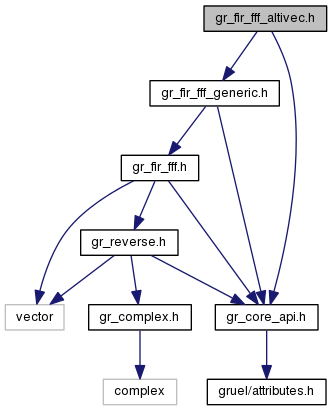 gr_fir_fff_altivec.h
gr_fir_fff_generic.h
gr_fir_fff.h
gr_reverse.h
vector
gr_complex.h
gr_core_api.h
complex
gruel/attributes.h